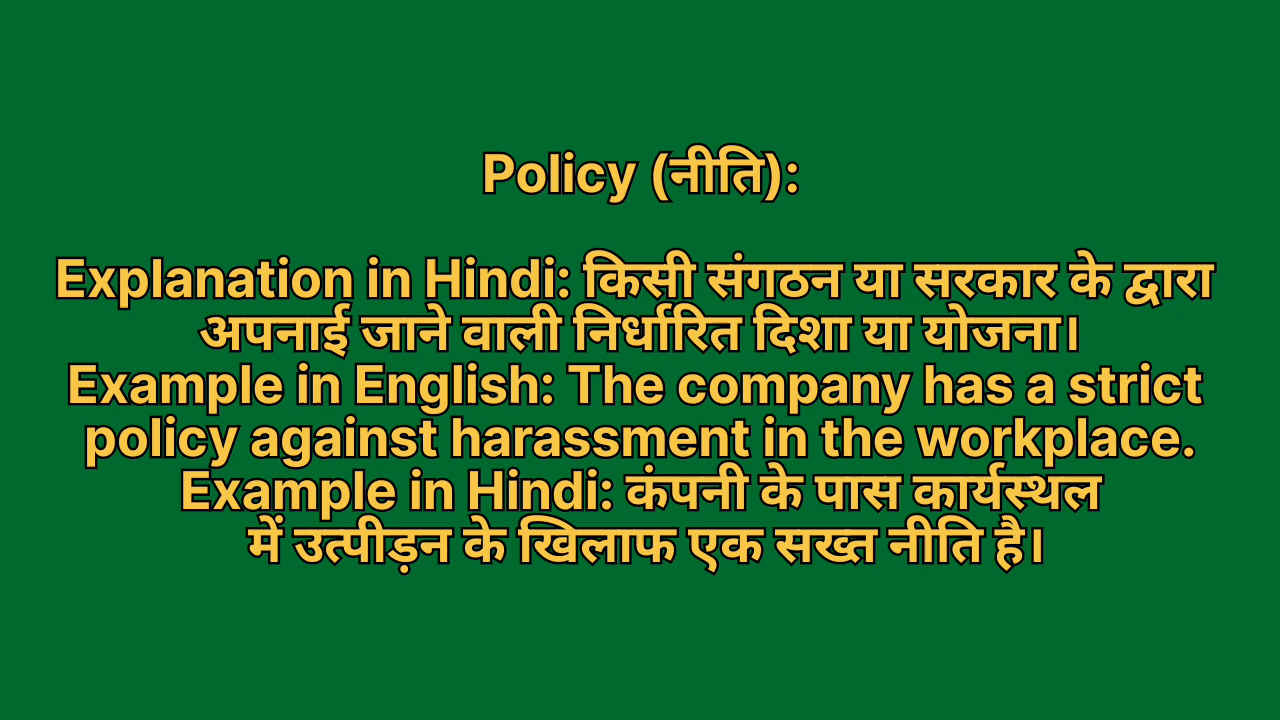 Policy (नीति):
Explanation in Hindi: किसी संगठन या सरकार के द्वारा
अपनाई जाने वाली निर्धारित दिशा या योजना।
Example in English: The company has a strict
policy against harassment in the workplace.
Example in Hindi: कंपनी के पास कार्यस्थल
में उत्पीड़न के खिलाफ एक सख्त नीति है।